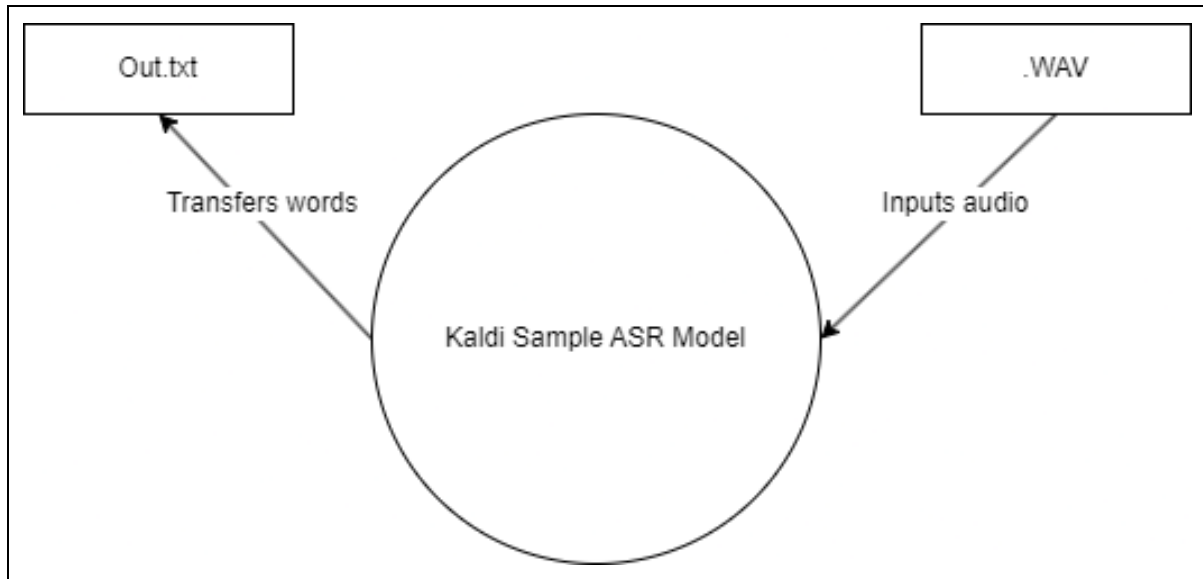 Out.txt
.WAV
Transfers words
Inputs audio
Kaldi Sample ASR Model